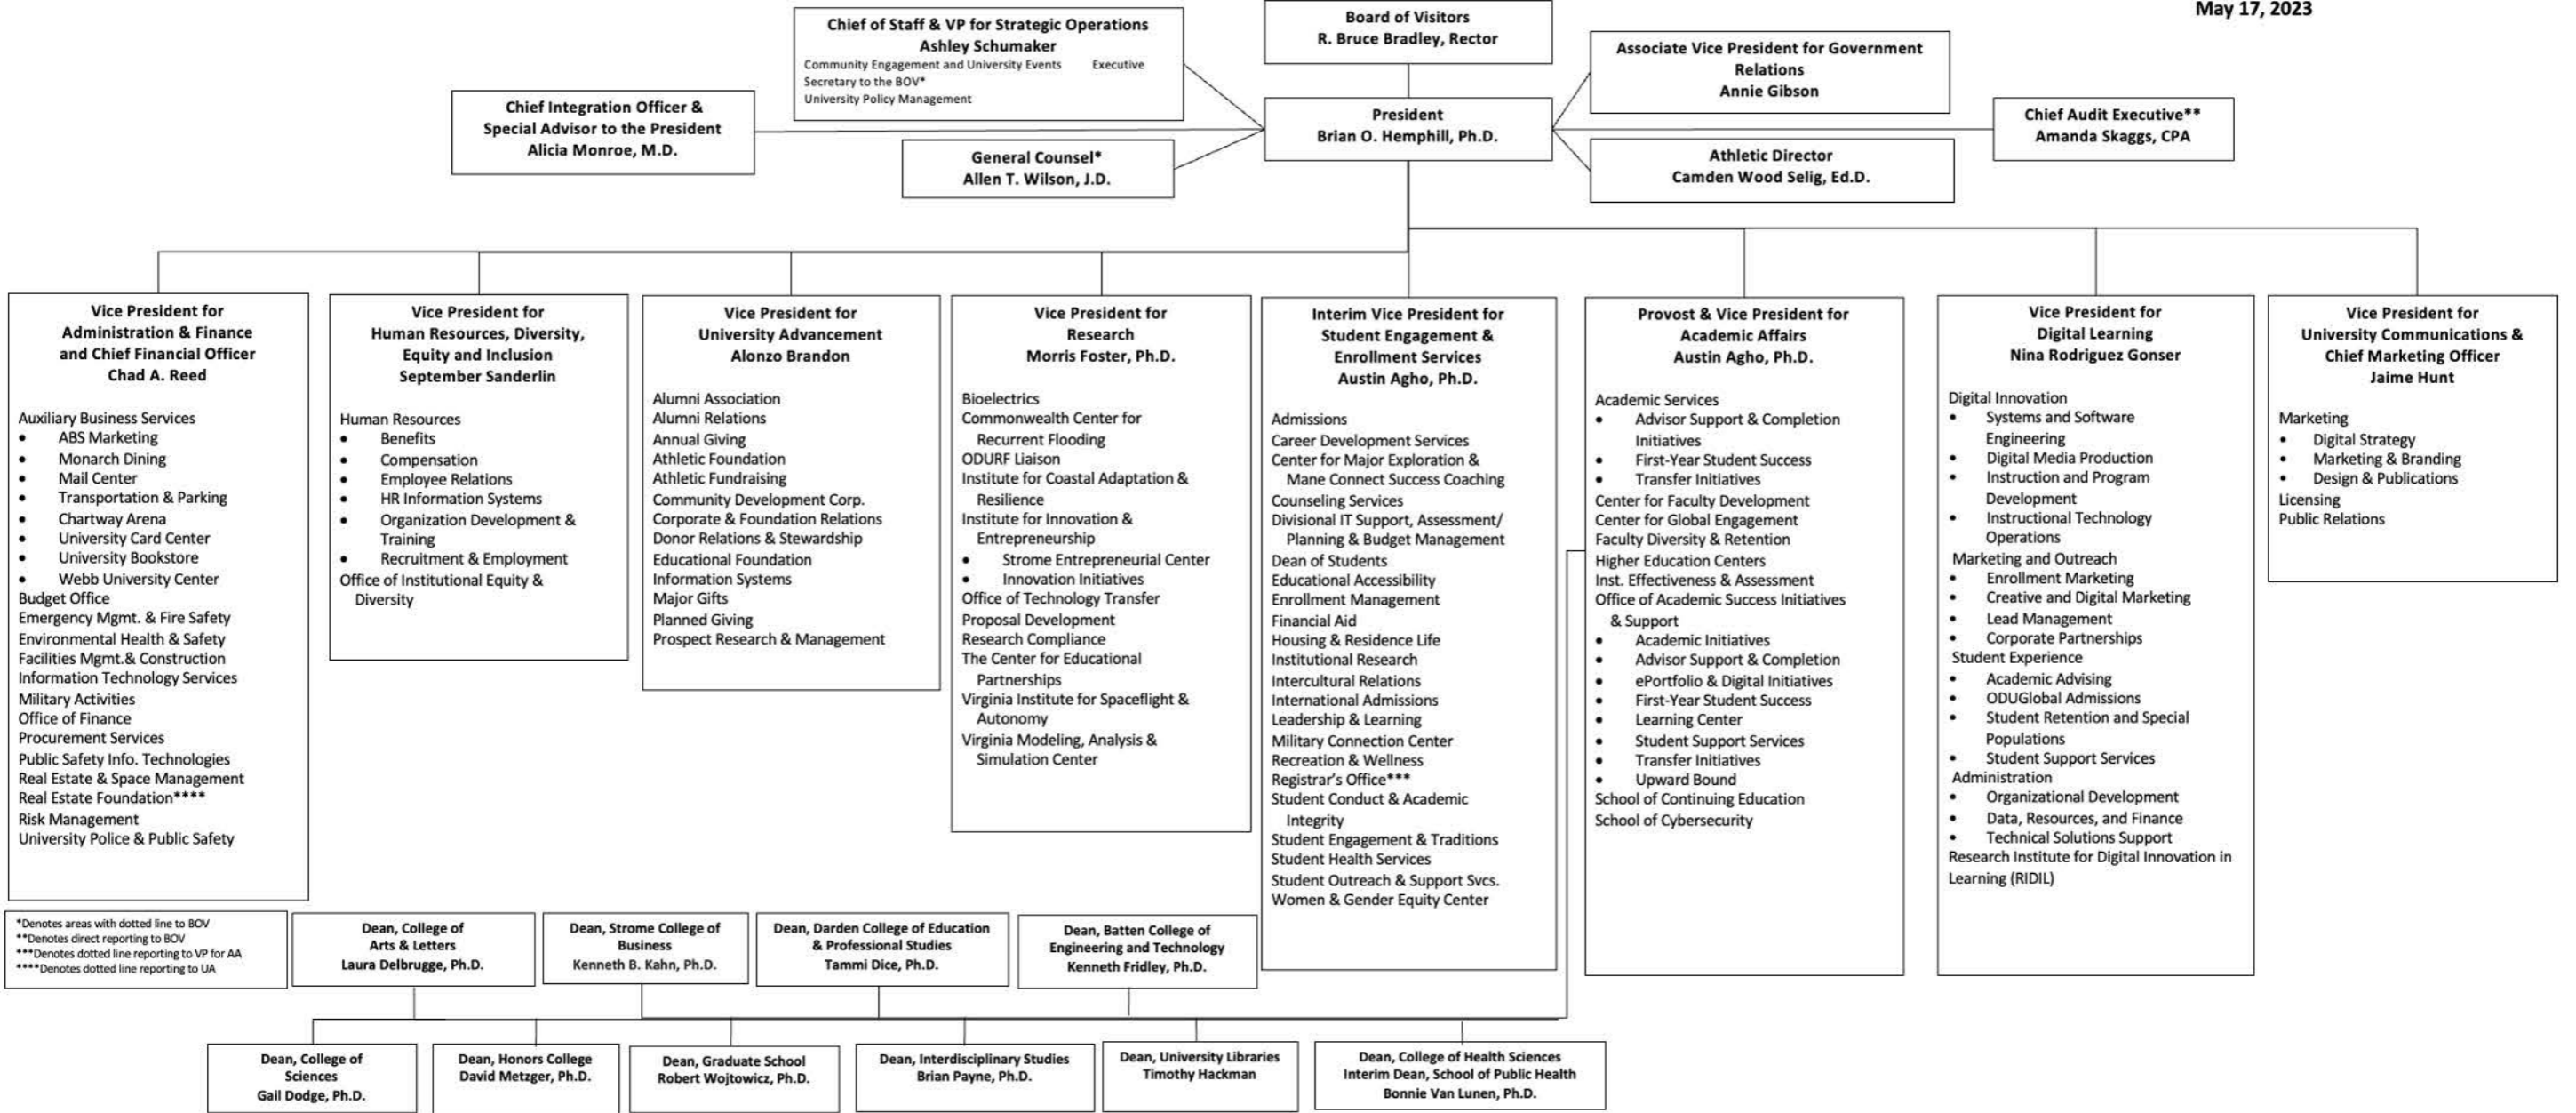 May 17, 2023
Chief of Staff & VP for Strategic Operations
Ashley Schumaker
Community Engagement and University Events Executive
Secretary to the BOV*
University Policy Management
Board of Visitors
R. Bruce Bradley, Rector
Associate Vice President for Government
Relations
Annie Gibson
Chief Integration Officer &
Special Advisor to the President
Alicia Monroe, M.D.
President
Brian O. Hemphill, Ph.D.
Chief Audit Executive**
Amanda Skaggs, CPA
General Counsel*
Allen T. Wilson, J.D.
Athletic Director
Camden Wood Selig, Ed.D.
Vice President for
Administration & Finance
and Chief Financial Officer
Chad A. Reed
Auxiliary Business Services
• ABS Marketing
• Monarch Dining
• Mail Center
• Transportation & Parking
• Chartway Arena
• University Card Center
• University Bookstore
• Webb University Center
Budget Office
Emergency Mgmt. & Fire Safety
Environmental Health & Safety
Facilities Mgmt.& Construction
Information Technology Services
Military Activities
Office of Finance
Procurement Services
Public Safety Info. Technologies
Real Estate & Space Management
Real Estate Foundation****
Risk Management
University Police & Public Safety
Vice President for
Human Resources, Diversity,
Equity and Inclusion
September Sanderlin
Human Resources
• Benefits
• Compensation
• Employee Relations
• HR Information Systems
• Organization Development &
Training
• Recruitment & Employment
Office of Institutional Equity &
Diversity
Vice President for
University Advancement
Alonzo Brandon
Alumni Association
Alumni Relations
Annual Giving
Athletic Foundation
Athletic Fundraising
Community Development Corp.
Corporate & Foundation Relations
Donor Relations & Stewardship
Educational Foundation
Information Systems
Major Gifts
Planned Giving
Prospect Research & Management
Vice President for
Research
Morris Foster, Ph.D.
Bioelectrics
Commonwealth Center for
Recurrent Flooding
ODURF Liaison
Institute for Coastal Adaptation &
Resilience
Institute for Innovation &
Entrepreneurship
• Strome Entrepreneurial Center
• Innovation Initiatives
Office of Technology Transfer
Proposal Development
Research Compliance
The Center for Educational
Partnerships
Virginia Institute for Spaceflight &
Autonomy
Virginia Modeling, Analysis &
Simulation Center
Interim Vice President for
Student Engagement &
Enrollment Services
Austin Agho, Ph.D.
Admissions
Career Development Services
Center for Major Exploration &
Mane Connect Success Coaching
Counseling Services
Divisional IT Support, Assessment/
Planning & Budget Management
Dean of Students
Educational Accessibility
Enrollment Management
Financial Aid
Housing & Residence Life
Institutional Research
Intercultural Relations
International Admissions
Leadership & Learning
Military Connection Center
Recreation & Wellness
Registrar's Office***
Student Conduct & Academic
Integrity
Student Engagement & Traditions
Student Health Services
Student Outreach & Support Svcs.
Women & Gender Equity Center
Provost & Vice President for
Academic Affairs
Austin Agho, Ph.D.
Academic Services
• Advisor Support & Completion
Initiatives
• First-Year Student Success
• Transfer Initiatives
Center for Faculty Development
Center for Global Engagement
Faculty Diversity & Retention
Higher Education Centers
Inst. Effectiveness & Assessment
Office of Academic Success Initiatives
& Support
• Academic Initiatives
• Advisor Support & Completion
• ePortfolio & Digital Initiatives
• First-Year Student Success
• Learning Center
• Student Support Services
• Transfer Initiatives
• Upward Bound
School of Continuing Education
School of Cybersecurity
Vice President for
Digital Learning
Nina Rodriguez Gonser
Digital Innovation
• Systems and Software
Engineering
• Digital Media Production
• Instruction and Program
Development
• Instructional Technology
Operations
Marketing and Outreach
• Enrollment Marketing
• Creative and Digital Marketing
• Lead Management
• Corporate Partnerships
Student Experience
• Academic Advising
• ODUGlobal Admissions
• Student Retention and Special
Populations
• Student Support Services
Administration
• Organizational Development
• Data, Resources, and Finance
• Technical Solutions Support
Research Institute for Digital Innovation in
Learning (RIDIL)
Vice President for
University Communications &
Chief Marketing Officer
Jaime Hunt
Marketing
• Digital Strategy
• Marketing & Branding
• Design & Publications
Licensing
Public Relations
*Denotes areas with dotted line to BOV
**Denotes direct reporting to BOV
***Denotes dotted line reporting to VP for AA
****Denotes dotted line reporting to UA
Dean, College of
Arts & Letters
Laura Delbrugge, Ph.D.
Dean, Strome College of
Business
Kenneth B. Kahn, Ph.D.
Dean, Darden College of Education
& Professional Studies
Tammi Dice, Ph.D.
Dean, Batten College of
Engineering and Technology
Kenneth Fridley, Ph.D.
Dean, College of
Sciences
Gail Dodge, Ph.D.
Dean, Honors College
David Metzger, Ph.D.
Dean, Graduate School
Robert Wojtowicz, Ph.D.
Dean, Interdisciplinary Studies
Brian Payne, Ph.D.
Dean, University Libraries
Timothy Hackman
Dean, College of Health Sciences
Interim Dean, School of Public Health
Bonnie Van Lunen, Ph.D.